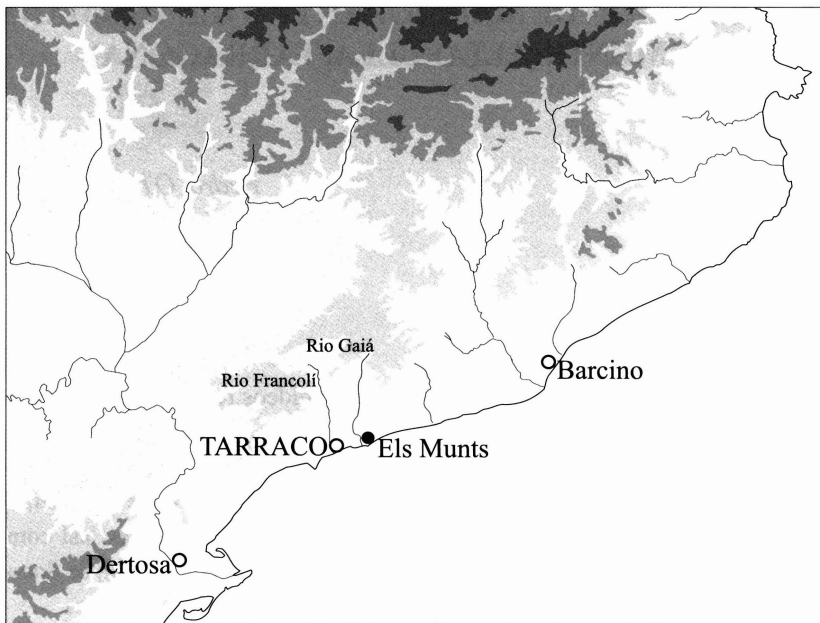 Rio Gaiá
Rio Francolí
Barcino
TARRACO
Els Munts
Dertosa